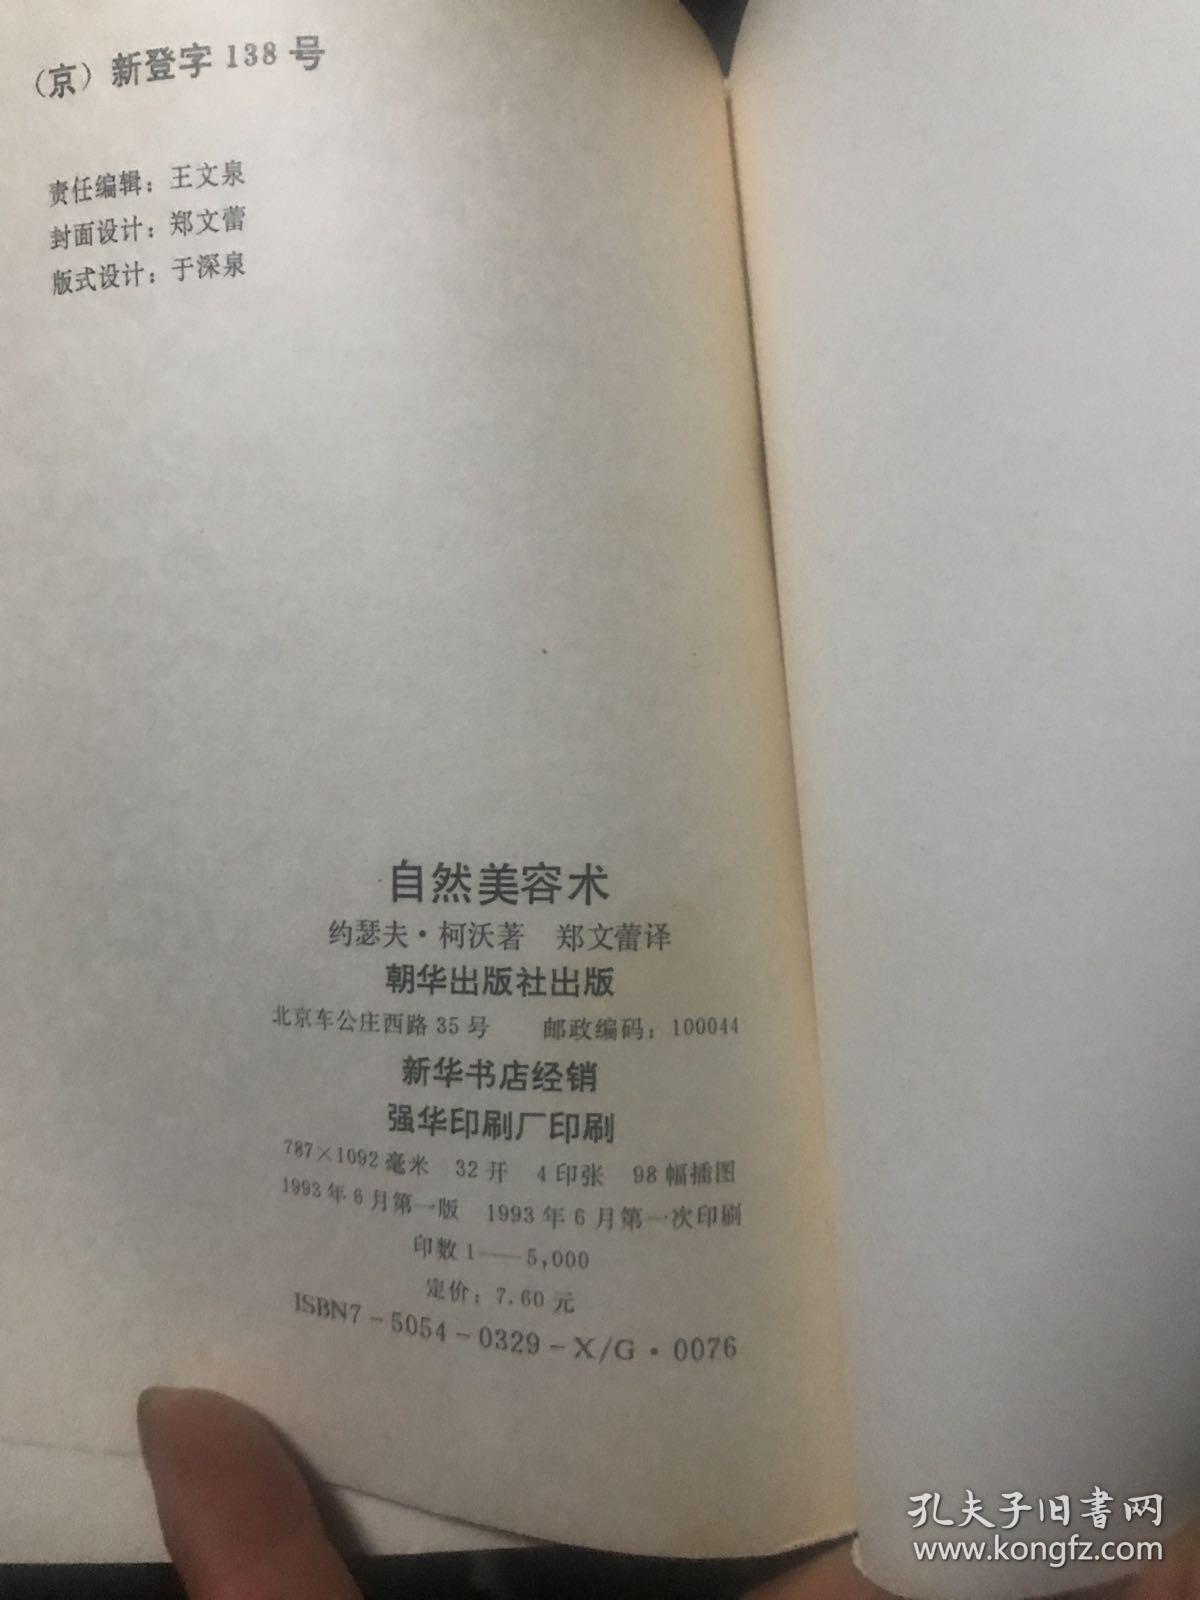 （京）新登字 138 号
责任编辑：王文泉
封面设计：郑文蕾
版式设计：于深泉
自然美容术
约瑟夫·柯沃著　郑文蕾译
朝华出版社出版
北京车公庄西路 35 号　邮政编码：100044
新华书店经销
强华印刷厂印刷
787×1092 毫米　32 开　4 印张　98 幅插图
1993 年 6 月第一版　1993 年 6 月第一次印刷
印数 1——5,000
定价：7.60 元
ISBN7-5054-0329-X/G·0076
孔夫子旧书网
www.kongfz.com